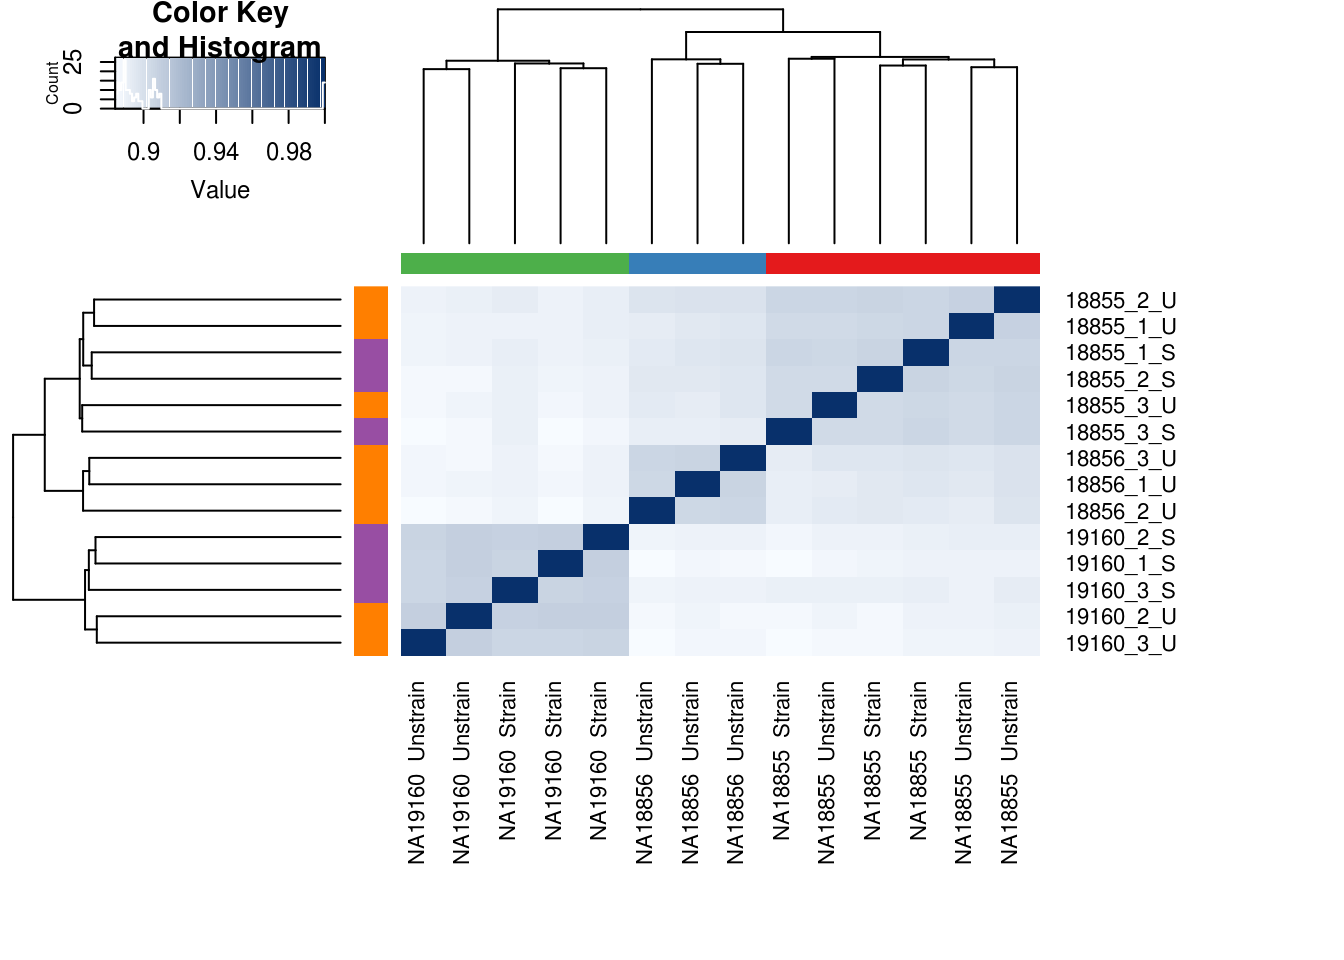 Color Key
and Histogram
Count
0 25
0.9 0.94 0.98
Value
18855_2_U
18855_1_U
18855_1_S
18855_2_S
18855_3_U
18855_3_S
18856_3_U
18856_1_U
18856_2_U
19160_2_S
19160_1_S
19160_3_S
19160_2_U
19160_3_U
NA19160 Unstrain
NA19160 Unstrain
NA19160 Strain
NA19160 Strain
NA19160 Strain
NA18856 Unstrain
NA18856 Unstrain
NA18856 Unstrain
NA18855 Strain
NA18855 Unstrain
NA18855 Strain
NA18855 Strain
NA18855 Unstrain
NA18855 Unstrain